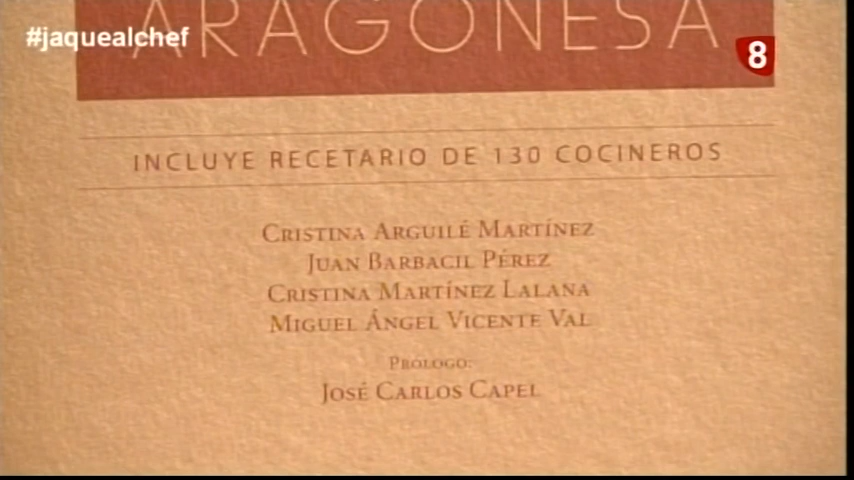 #jaquealchef
ARAGONESA
8
INCLUYE RECETARIO DE 130 COCINEROS
CRISTINA ARGUILÉ MARTÍNEZ
JUAN BARBACIL PÉREZ
CRISTINA MARTÍNEZ LALANA
MIGUEL ÁNGEL VICENTE VAL
PRÓLOGO:
JOSÉ CARLOS CAPEL